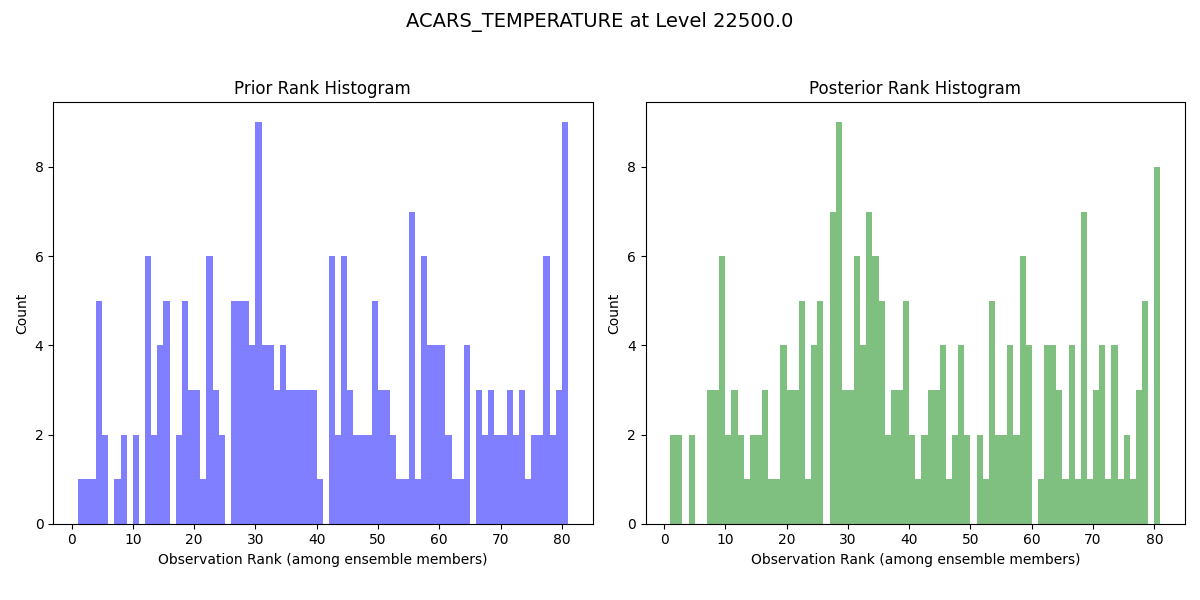 ACARS_TEMPERATURE at Level 22500.0
Prior Rank Histogram
Count
8
6
4
2
0
0 10 20 30 40 50 60 70 80
Observation Rank (among ensemble members)
Posterior Rank Histogram
Count
8
6
4
2
0
0 10 20 30 40 50 60 70 80
Observation Rank (among ensemble members)